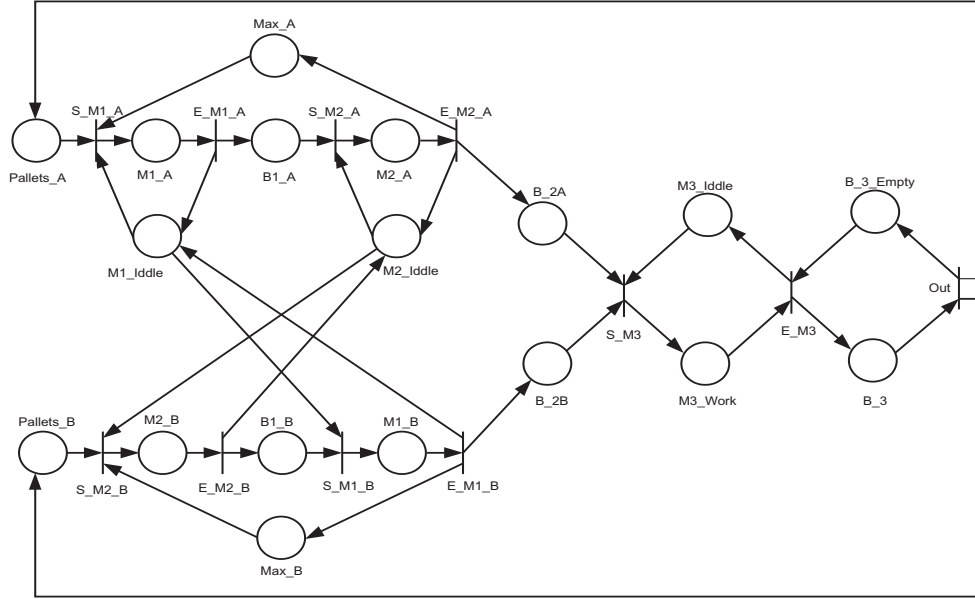 Max_A
S_M1_A
E_M1_A
S_M2_A
E_M2_A
Pallets_A
M1_A
B1_A
M2_A
B_2A
M3_Iddle
B_3_Empty
M1_Iddle
M2_Iddle
Out
S_M3
E_M3
B_2B
M3_Work
B_3
Pallets_B
M2_B
B1_B
M1_B
S_M2_B
E_M2_B
S_M1_B
E_M1_B
Max_B